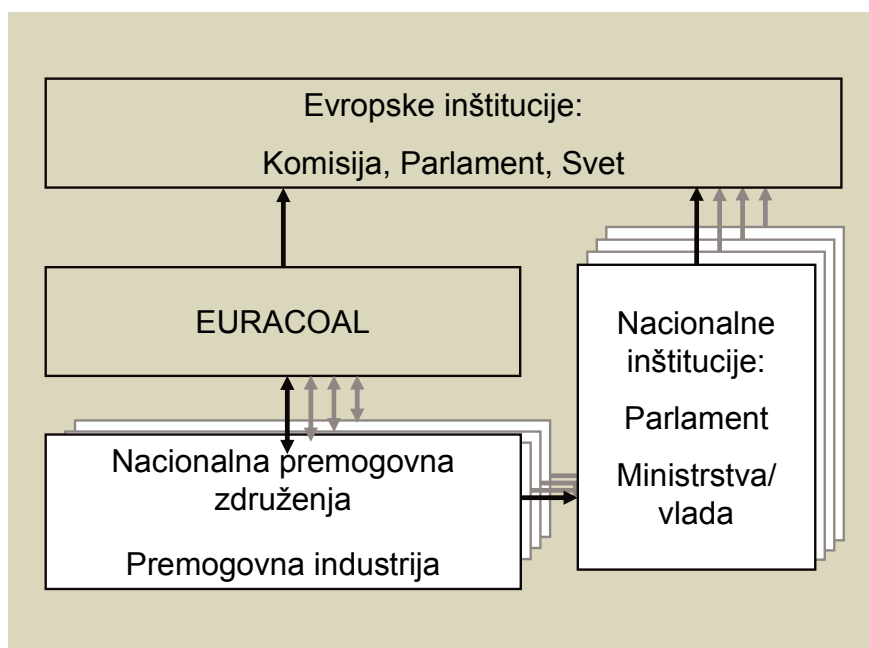 Evropske inštitucije:
Komisija, Parlament, Svet
EURACOAL
Nacionalna premogovna
združenja
Premogovna industrija
Nacionalne
inštitucije:
Parlament
Ministrstva/
vlada